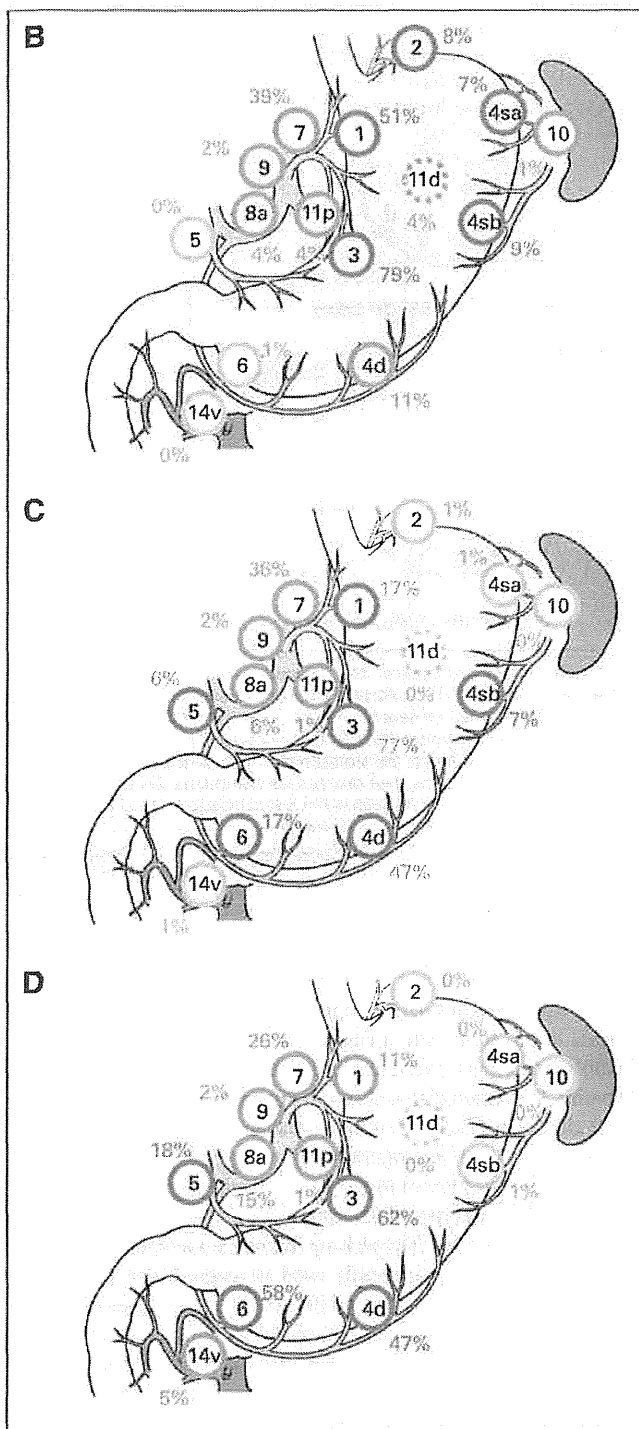 B
2 8%
39% 7% 4sa
7 1 51% 10
2% 9 11d 1%
0% 8a 11p 4% 4sb
5 4% 4% 3 9%
79%
6 1% 4d
14v 11%
0%
C
2 1%
36% 1% 4sa
7 1 17% 10
2% 9 11d 0%
6% 8a 11p 0% 4sb
5 6% 1% 3 7%
77%
6 17% 4d
14v 47%
1%
D
2 0%
26% 0% 4sa
7 1 11% 10
2% 9 11d 0%
18% 8a 11p 0% 4sb
5 15% 1% 3 1%
62%
6 58% 4d
14v 47%
5%